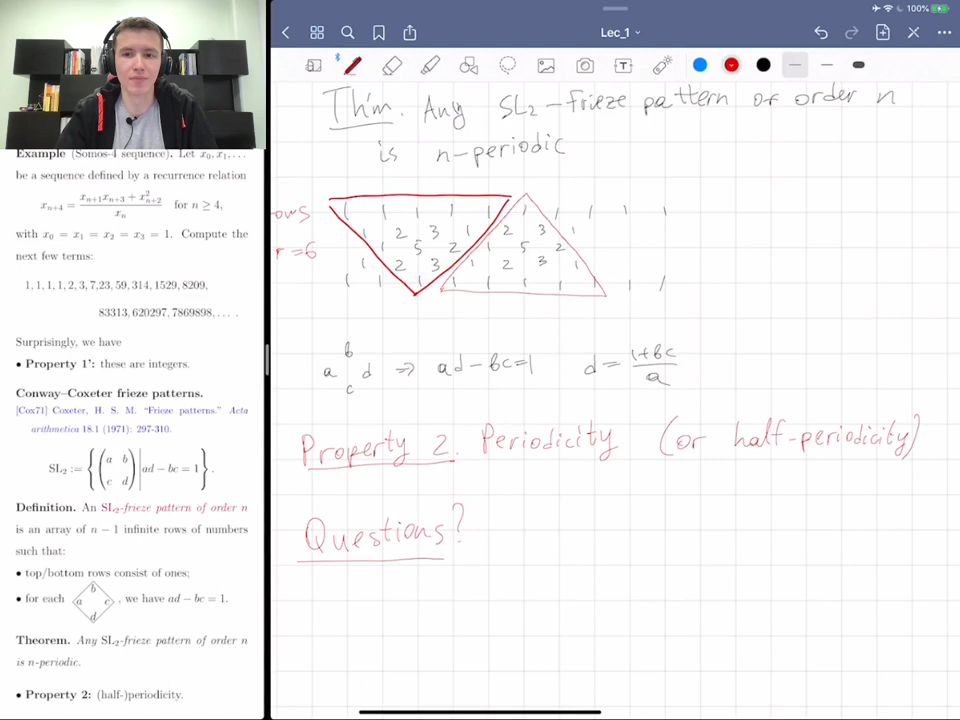 100%
Lec_1
Example (Somos-4 sequence). Let x₀, x₁, . . .
be a sequence defined by a recurrence relation
xₙ₊₄ = (xₙ₊₁xₙ₊₃ + x²ₙ₊₂)/xₙ for n ≥ 4,
with x₀ = x₁ = x₂ = x₃ = 1. Compute the
next few terms:
1, 1, 1, 1, 2, 3, 7, 23, 59, 314, 1529, 8209,
83313, 620297, 7869898, . . . .
Surprisingly, we have
• Property 1': these are integers.
Conway–Coxeter frieze patterns.
[Cox71] Coxeter, H. S. M. "Frieze patterns." Acta
arithmetica 18.1 (1971): 297-310.
SL₂ := { ( a b
c d ) | ad − bc = 1 } .
Definition. An SL₂-frieze pattern of order n
is an array of n − 1 infinite rows of numbers
such that:
• top/bottom rows consist of ones;
• for each a b c d , we have ad − bc = 1.
Theorem. Any SL₂-frieze pattern of order n
is n-periodic.
• Property 2: (half-)periodicity.
Thm. Any SL₂-frieze pattern of order n
is n-periodic
ows 1 1 1 1 1 1 1 1 1 1
1 2 3 1 2 3 1
r=6 1 5 2 1 5 2
1 2 3 1 2 3 1
1 1 1 1 1 1 1 1 1 1
b
a d ⇒ ad-bc=1 d = (1+bc)/a
c
Property 2. Periodicity (or half-periodicity)
Questions?